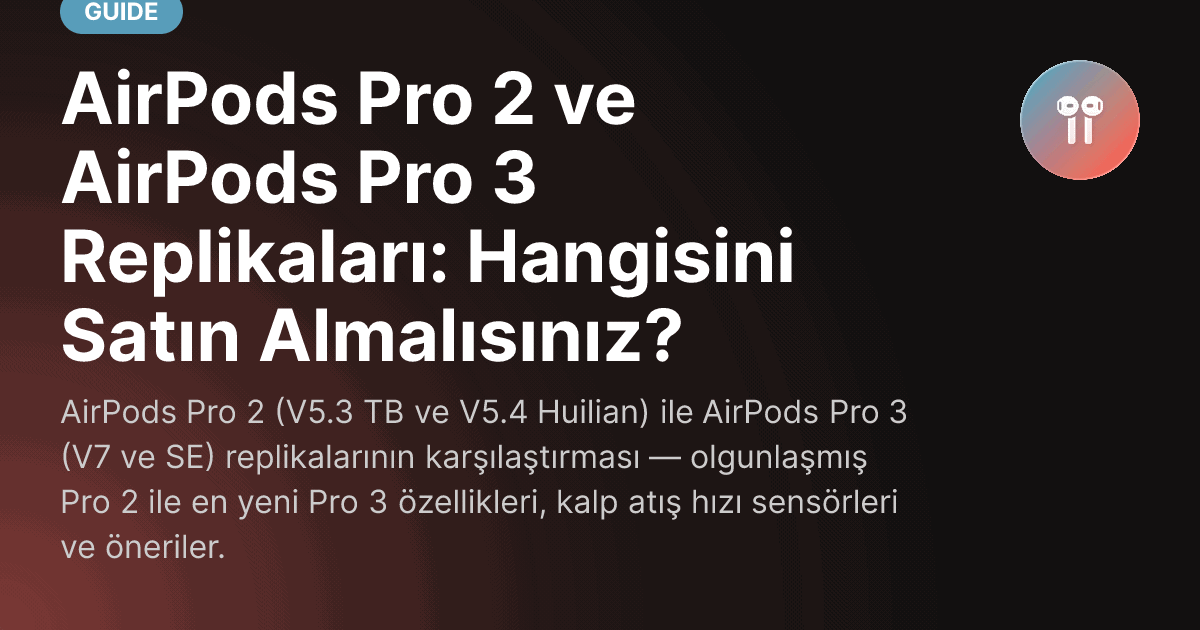 GUIDE
AirPods Pro 2 ve
AirPods Pro 3
Replikaları: Hangisini
Satın Almalısınız?
AirPods Pro 2 (V5.3 TB ve V5.4 Huilian) ile AirPods Pro 3
(V7 ve SE) replikalarının karşılaştırması — olgunlaşmış
Pro 2 ile en yeni Pro 3 özellikleri, kalp atış hızı sensörleri
ve öneriler.